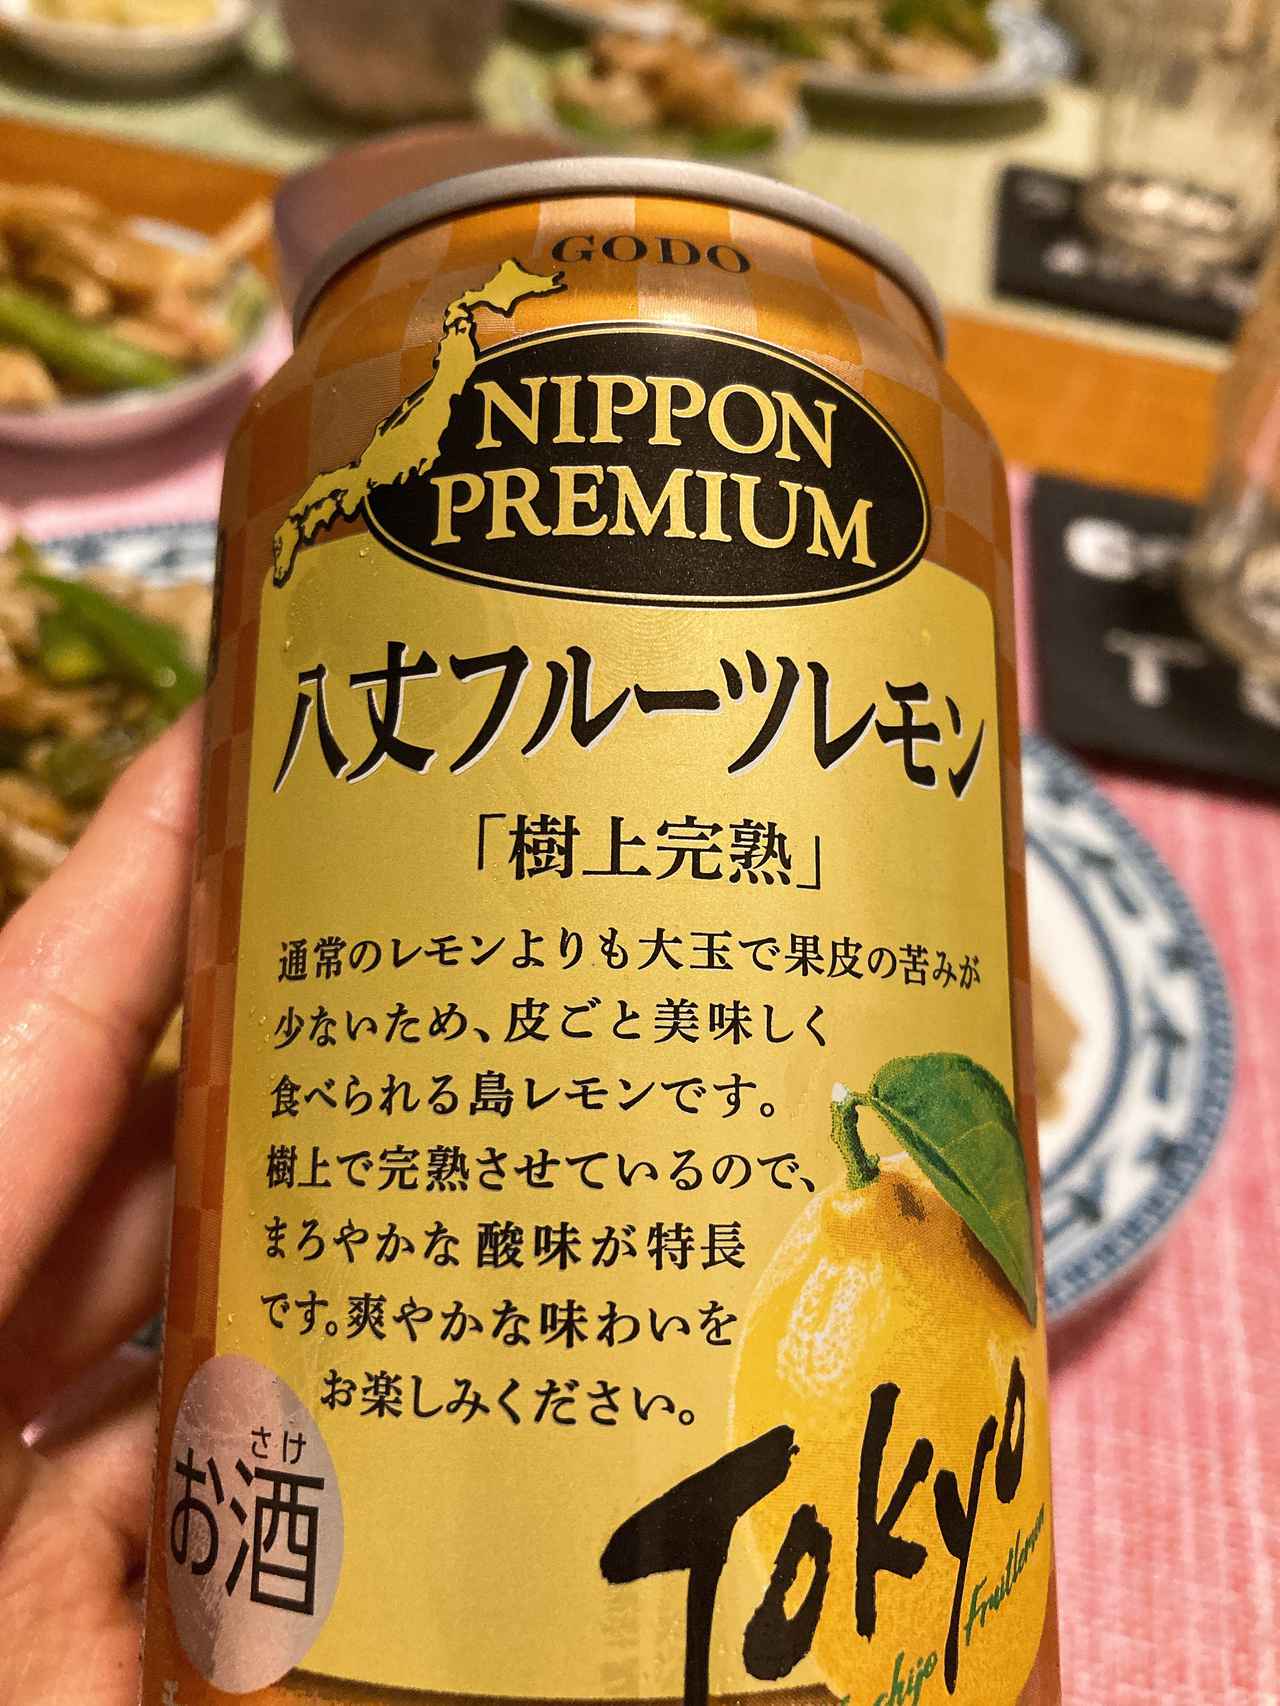 GODO
NIPPON
PREMIUM
八丈フルーツレモン
「樹上完熟」
通常のレモンよりも大玉で果皮の苦みが
少ないため、皮ごと美味しく
食べられる島レモンです。
樹上で完熟させているので、
まろやかな酸味が特長
です。爽やかな味わいを
お楽しみください。
さけ
お酒
Tokyo
Fruitlemon